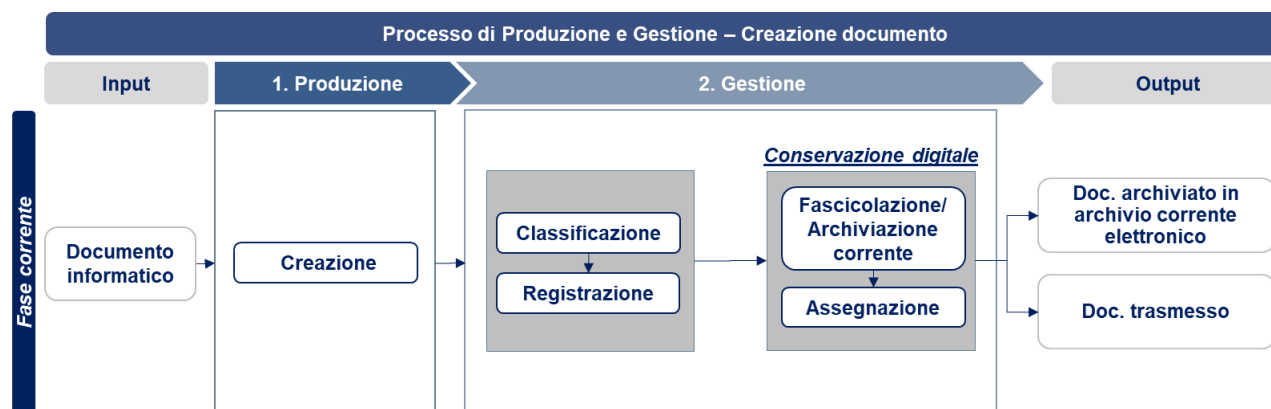 Processo di Produzione e Gestione – Creazione documento
Input
1. Produzione
2. Gestione
Output
Fase corrente
Documento
informatico
Creazione
Classificazione
Registrazione
Conservazione digitale
Fascicolazione/
Archiviazione
corrente
Assegnazione
Doc. archiviato in
archivio corrente
elettronico
Doc. trasmesso